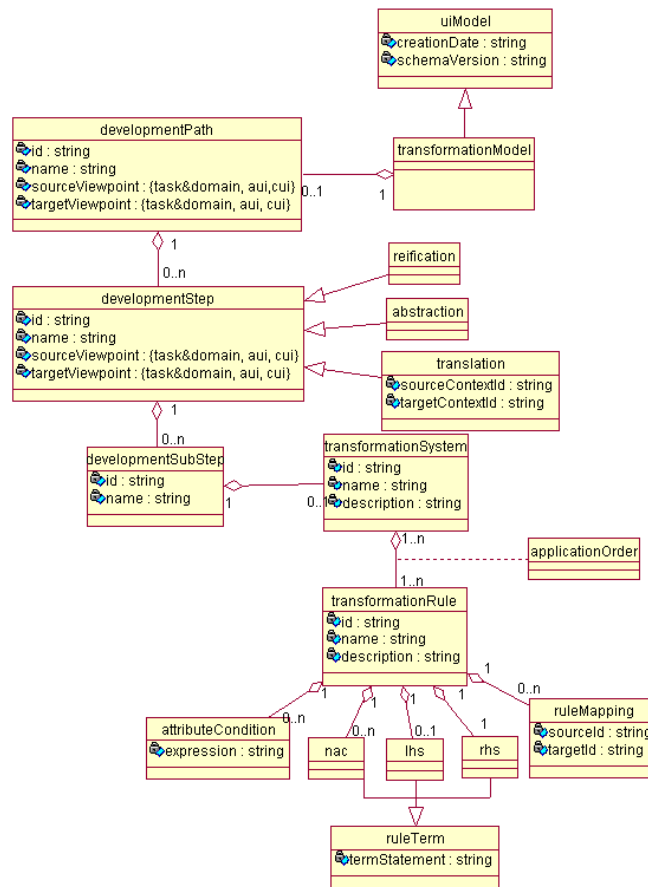 uiModel
creationDate : string
schemaVersion : string
developmentPath
id : string
name : string
sourceViewpoint : {task&domain, aui,cui}
targetViewpoint : {task&domain, aui, cui}
transformationModel
0..1
1
1
0..n
reification
developmentStep
id : string
name : string
sourceViewpoint : {task&domain, aui, cui}
targetViewpoint : {task&domain, aui, cui}
abstraction
translation
sourceContextId : string
targetContextId : string
1
0..n
developmentSubStep
id : string
name : string
transformationSystem
id : string
name : string
description : string
1
0..1
1..n
applicationOrder
1..n
transformationRule
id : string
name : string
description : string
1
1
1
1
1
0..n
0..n
0..1
1
0..n
attributeCondition
expression : string
nac
lhs
rhs
ruleMapping
sourceId : string
targetId : string
ruleTerm
termStatement : string